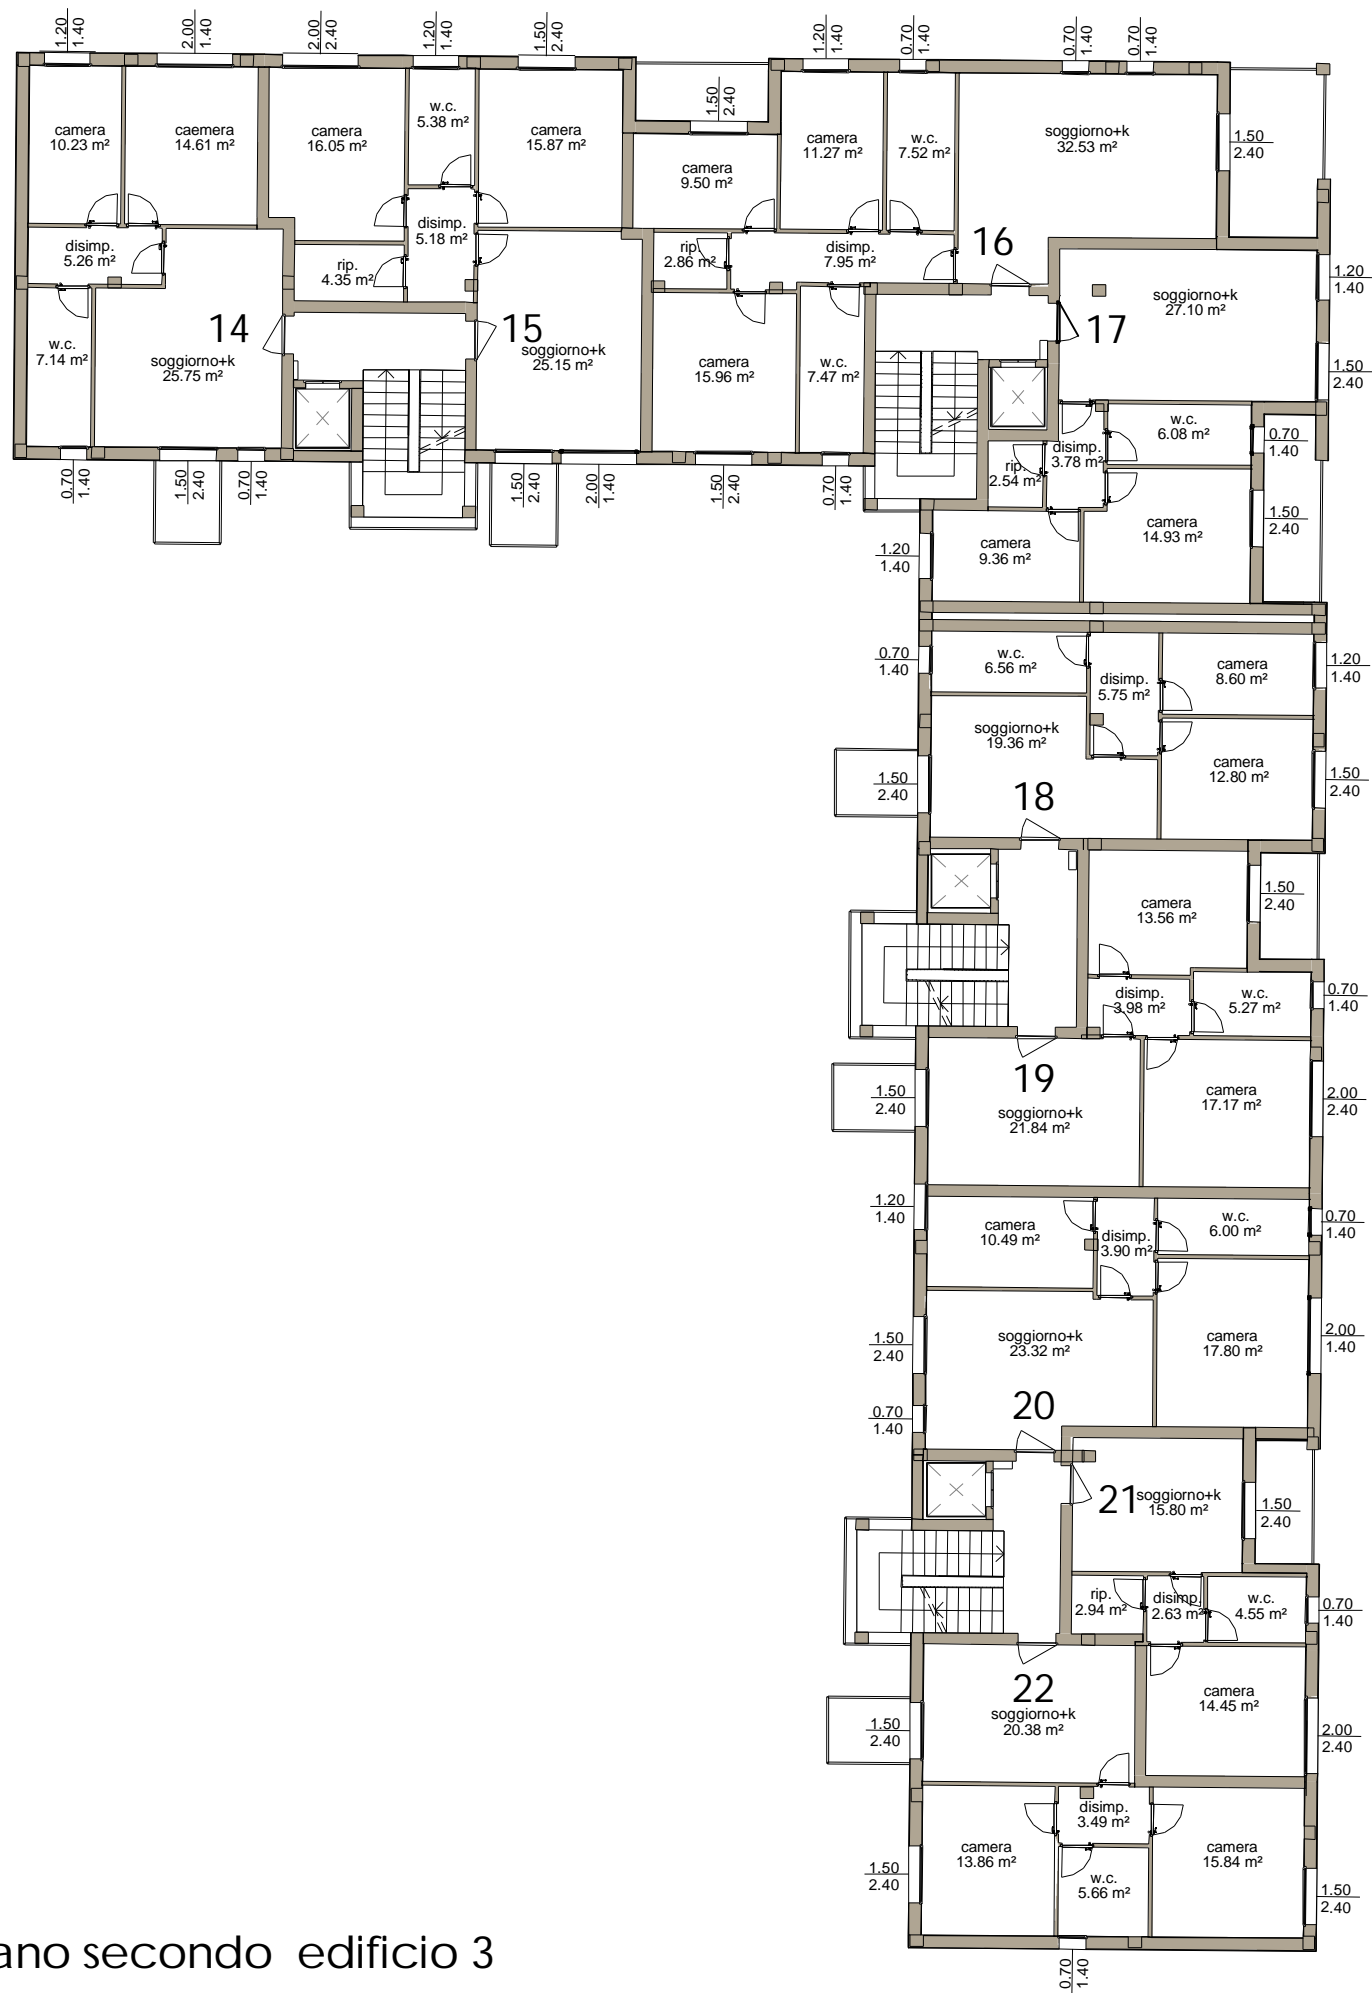 1.20
1.40
2.00
1.40
2.00
2.40
1.20
1.40
1.50
2.40
1.20
1.40
0.70
1.40
0.70
1.40
0.70
1.40
camera
10.23 m²
caemera
14.61 m²
camera
16.05 m²
w.c.
5.38 m²
camera
15.87 m²
1.50
2.40
camera
9.50 m²
camera
11.27 m²
w.c.
7.52 m²
soggiorno+k
32.53 m²
1.50
2.40
disimp.
5.26 m²
disimp.
5.18 m²
rip.
4.35 m²
rip.
2.86 m²
disimp.
7.95 m²
16
soggiorno+k
27.10 m²
1.20
1.40
14
15
17
w.c.
7.14 m²
soggiorno+k
25.75 m²
soggiorno+k
25.15 m²
camera
15.96 m²
w.c.
7.47 m²
1.50
2.40
w.c.
6.08 m²
0.70
1.40
disimp.
3.78 m²
rip.
2.54 m²
0.70
1.40
1.50
2.40
0.70
1.40
1.50
2.40
2.00
1.40
1.50
2.40
0.70
1.40
camera
14.93 m²
1.50
2.40
1.20
1.40
camera
9.36 m²
0.70
1.40
w.c.
6.56 m²
disimp.
5.75 m²
camera
8.60 m²
1.20
1.40
soggiorno+k
19.36 m²
1.50
2.40
camera
12.80 m²
1.50
2.40
18
camera
13.56 m²
1.50
2.40
disimp.
3.98 m²
w.c.
5.27 m²
0.70
1.40
19
1.50
2.40
soggiorno+k
21.84 m²
camera
17.17 m²
2.00
2.40
1.20
1.40
camera
10.49 m²
disimp.
3.90 m²
w.c.
6.00 m²
0.70
1.40
1.50
2.40
soggiorno+k
23.32 m²
camera
17.80 m²
2.00
1.40
0.70
1.40
20
21
soggiorno+k
15.80 m²
1.50
2.40
rip.
2.94 m²
disimp.
2.63 m²
w.c.
4.55 m²
0.70
1.40
22
1.50
2.40
soggiorno+k
20.38 m²
camera
14.45 m²
2.00
2.40
disimp.
3.49 m²
1.50
2.40
camera
13.86 m²
w.c.
5.66 m²
camera
15.84 m²
1.50
2.40
ano secondo edificio 3
0.70
1.40